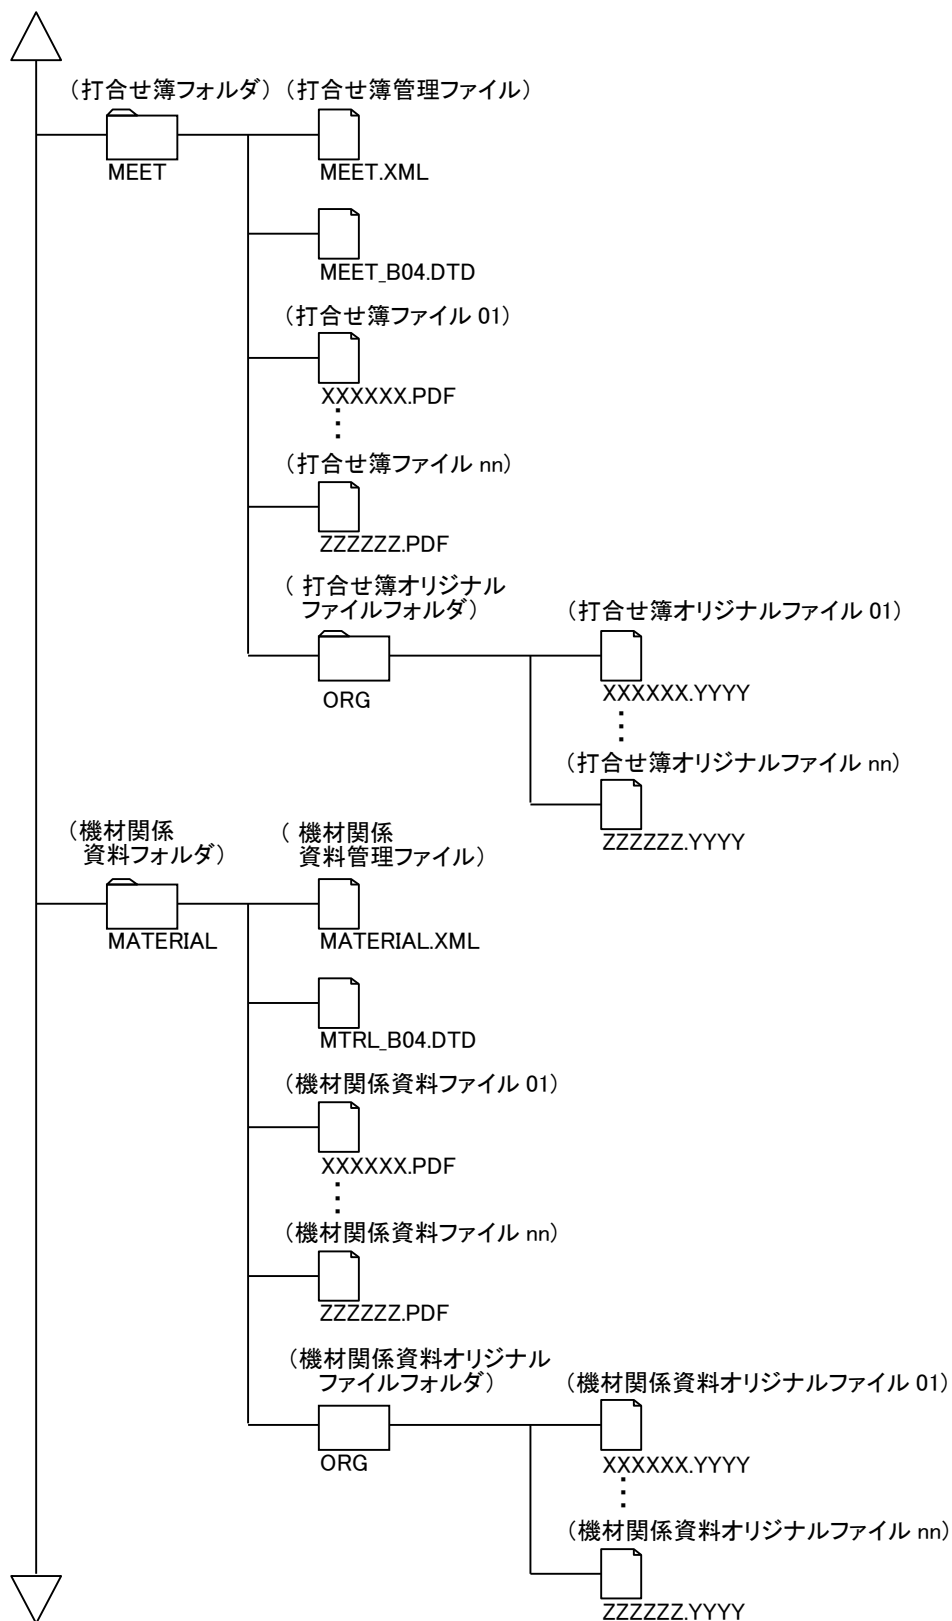 （打合せ簿フォルダ）
（打合せ簿管理ファイル）
MEET
MEET.XML
MEET_B04.DTD
（打合せ簿ファイル 01）
XXXXXX.PDF
（打合せ簿ファイル nn）
ZZZZZZ.PDF
（ 打合せ簿オリジナル
ファイルフォルダ）
（打合せ簿オリジナルファイル 01）
ORG
XXXXXX.YYYY
（打合せ簿オリジナルファイル nn）
ZZZZZZ.YYYY
（機材関係
資料フォルダ）
（ 機材関係
資料管理ファイル）
MATERIAL
MATERIAL.XML
MTRL_B04.DTD
（機材関係資料ファイル 01）
XXXXXX.PDF
（機材関係資料ファイル nn）
ZZZZZZ.PDF
（機材関係資料オリジナル
ファイルフォルダ）
（機材関係資料オリジナルファイル 01）
ORG
XXXXXX.YYYY
（機材関係資料オリジナルファイル nn）
ZZZZZZ.YYYY